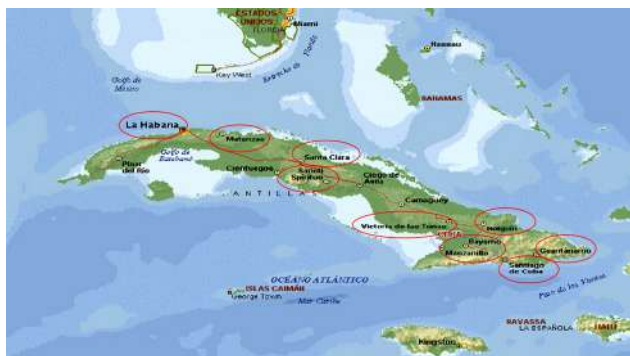 ESTADOS
UNIDOS
FLORIDA
Miami
Key West
Estrecho de Florida
Golfo de
México
Nassau
BAHAMAS
La Habana
Matanzas
Golfo de
Batabanó
Pinar
del Río
Santa Clara
Cienfuegos
Sancti
Spíritus
Ciego de
Ávila
ANTILLAS
Camagüey
Victoria de las Tunas
Holguín
Bayamo
Manzanillo
Guantánamo
Santiago
de Cuba
OCÉANO ATLÁNTICO
Paso de los Vientos
ISLAS CAIMÁN
George Town
Mar Caribe
NAVASSA
LA ESPAÑOLA
HAITÍ
Kingston